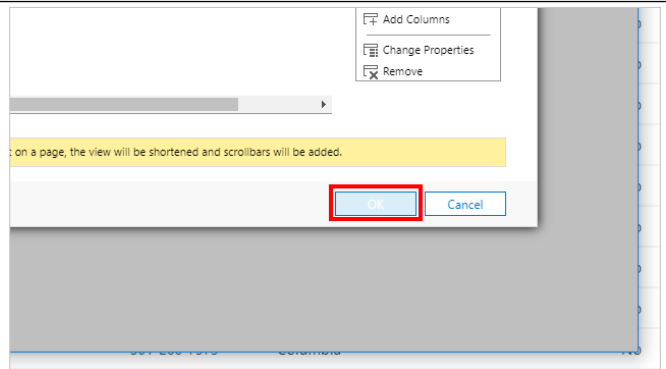 Add Columns
Change Properties
Remove
on a page, the view will be shortened and scrollbars will be added.
OK
Cancel